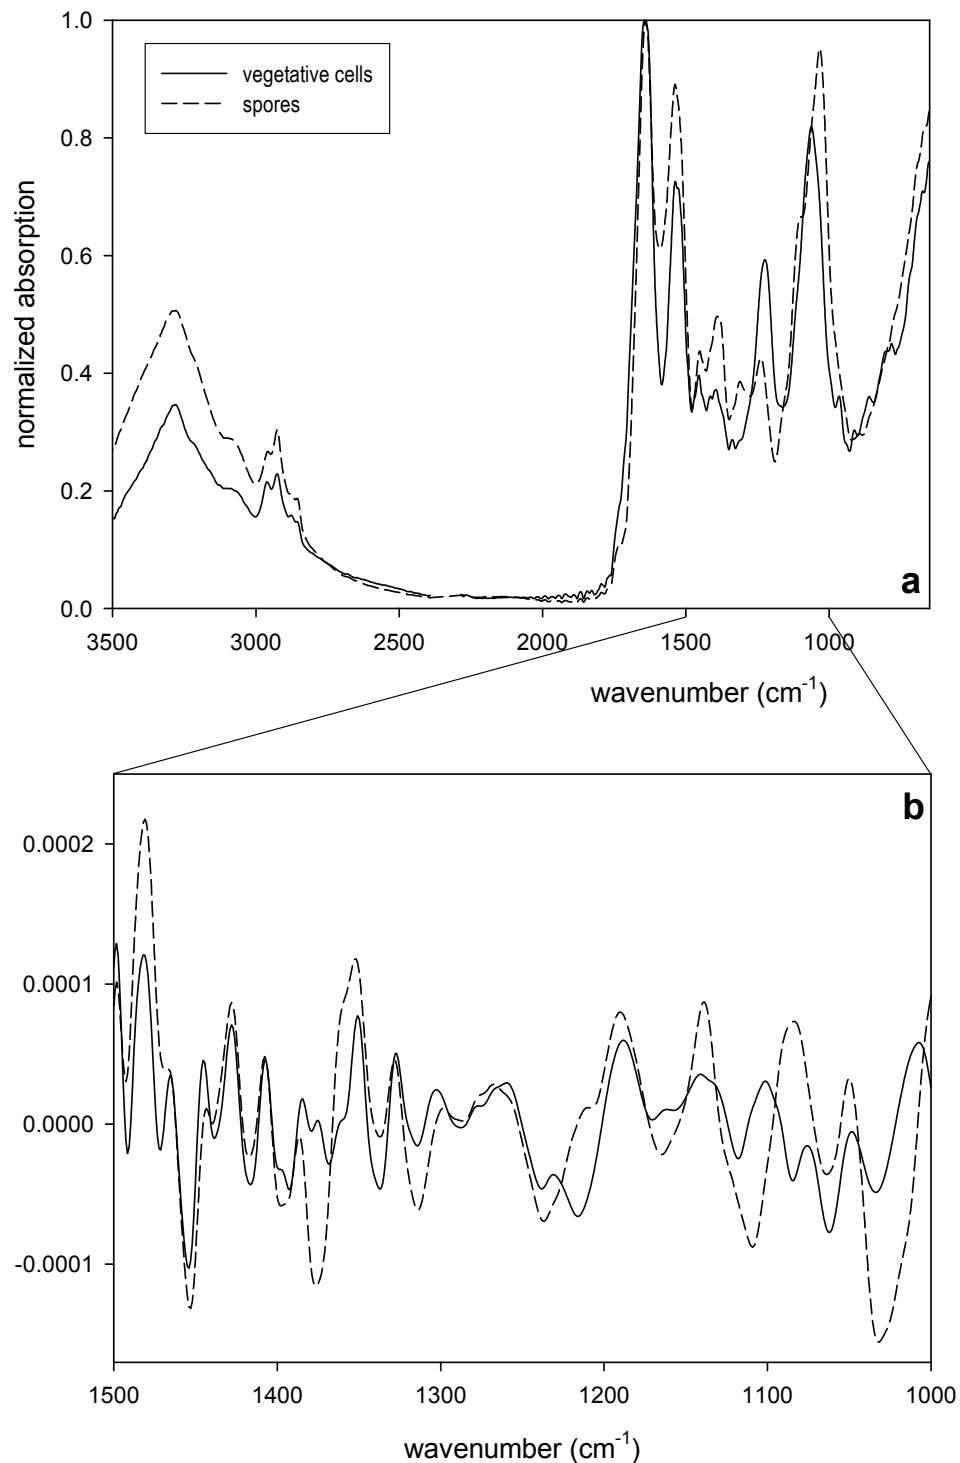 1.0
vegetative cells
spores
0.8
0.6
normalized absorption
0.4
0.2
a
0.0
3500 3000 2500 2000 1500 1000
wavenumber (cm-1)
b
0.0002
0.0001
0.0000
-0.0001
1500 1400 1300 1200 1100 1000
wavenumber (cm-1)